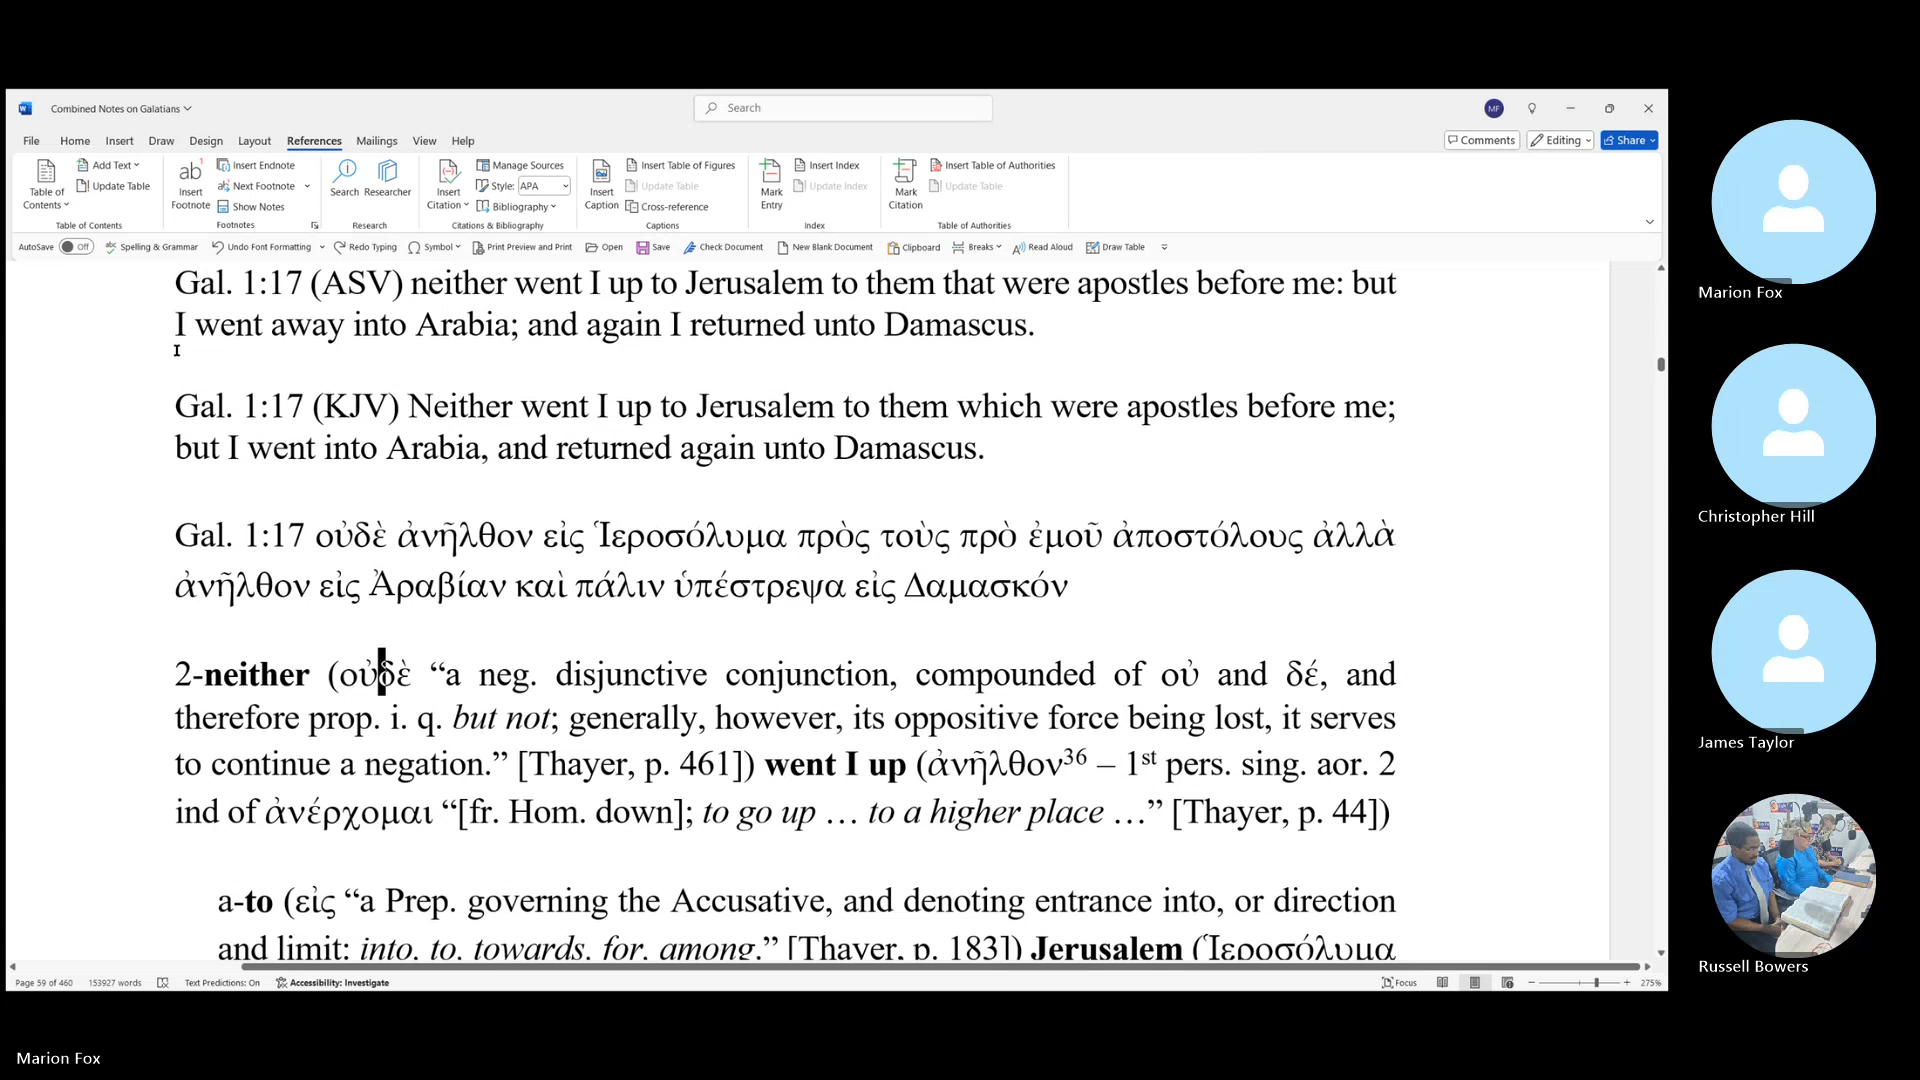 Combined Notes on Galatians
Search
MF
File Home Insert Draw Design Layout References Mailings View Help
Comments Editing Share
Table of Contents
Add Text
Update Table
Table of Contents
ab
Insert Footnote
Insert Endnote
Next Footnote
Show Notes
Footnotes
Search
Researcher
Research
Insert Citation
Manage Sources
Style: APA
Bibliography
Citations & Bibliography
Insert Caption
Insert Table of Figures
Update Table
Cross-reference
Captions
Mark Entry
Insert Index
Update Index
Index
Mark Citation
Insert Table of Authorities
Update Table
Table of Authorities
AutoSave Off Spelling & Grammar Undo Font Formatting Redo Typing Symbol Print Preview and Print Open Save Check Document New Blank Document Clipboard Breaks Read Aloud Draw Table
Gal. 1:17 (ASV) neither went I up to Jerusalem to them that were apostles before me: but
I went away into Arabia; and again I returned unto Damascus.
Gal. 1:17 (KJV) Neither went I up to Jerusalem to them which were apostles before me;
but I went into Arabia, and returned again unto Damascus.
Gal. 1:17 οὐδὲ ἀνῆλθον εἰς Ἱεροσόλυμα πρὸς τοὺς πρὸ ἐμοῦ ἀποστόλους ἀλλὰ
ἀνῆλθον εἰς Ἀραβίαν καὶ πάλιν ὑπέστρεψα εἰς Δαμασκόν
2-neither (οὐδὲ “a neg. disjunctive conjunction, compounded of οὐ and δέ, and
therefore prop. i. q. but not; generally, however, its oppositive force being lost, it serves
to continue a negation.” [Thayer, p. 461]) went I up (ἀνῆλθον36 – 1st pers. sing. aor. 2
ind of ἀνέρχομαι “[fr. Hom. down]; to go up … to a higher place …” [Thayer, p. 44])
a-to (εἰς “a Prep. governing the Accusative, and denoting entrance into, or direction
and limit: into, to, towards, for, among.” [Thayer, p. 183]) Jerusalem (Ἱεροσόλυμα
Page 59 of 460 153927 words Text Predictions: On Accessibility: Investigate Focus 275%
Marion Fox
Christopher Hill
James Taylor
Russell Bowers
Marion Fox